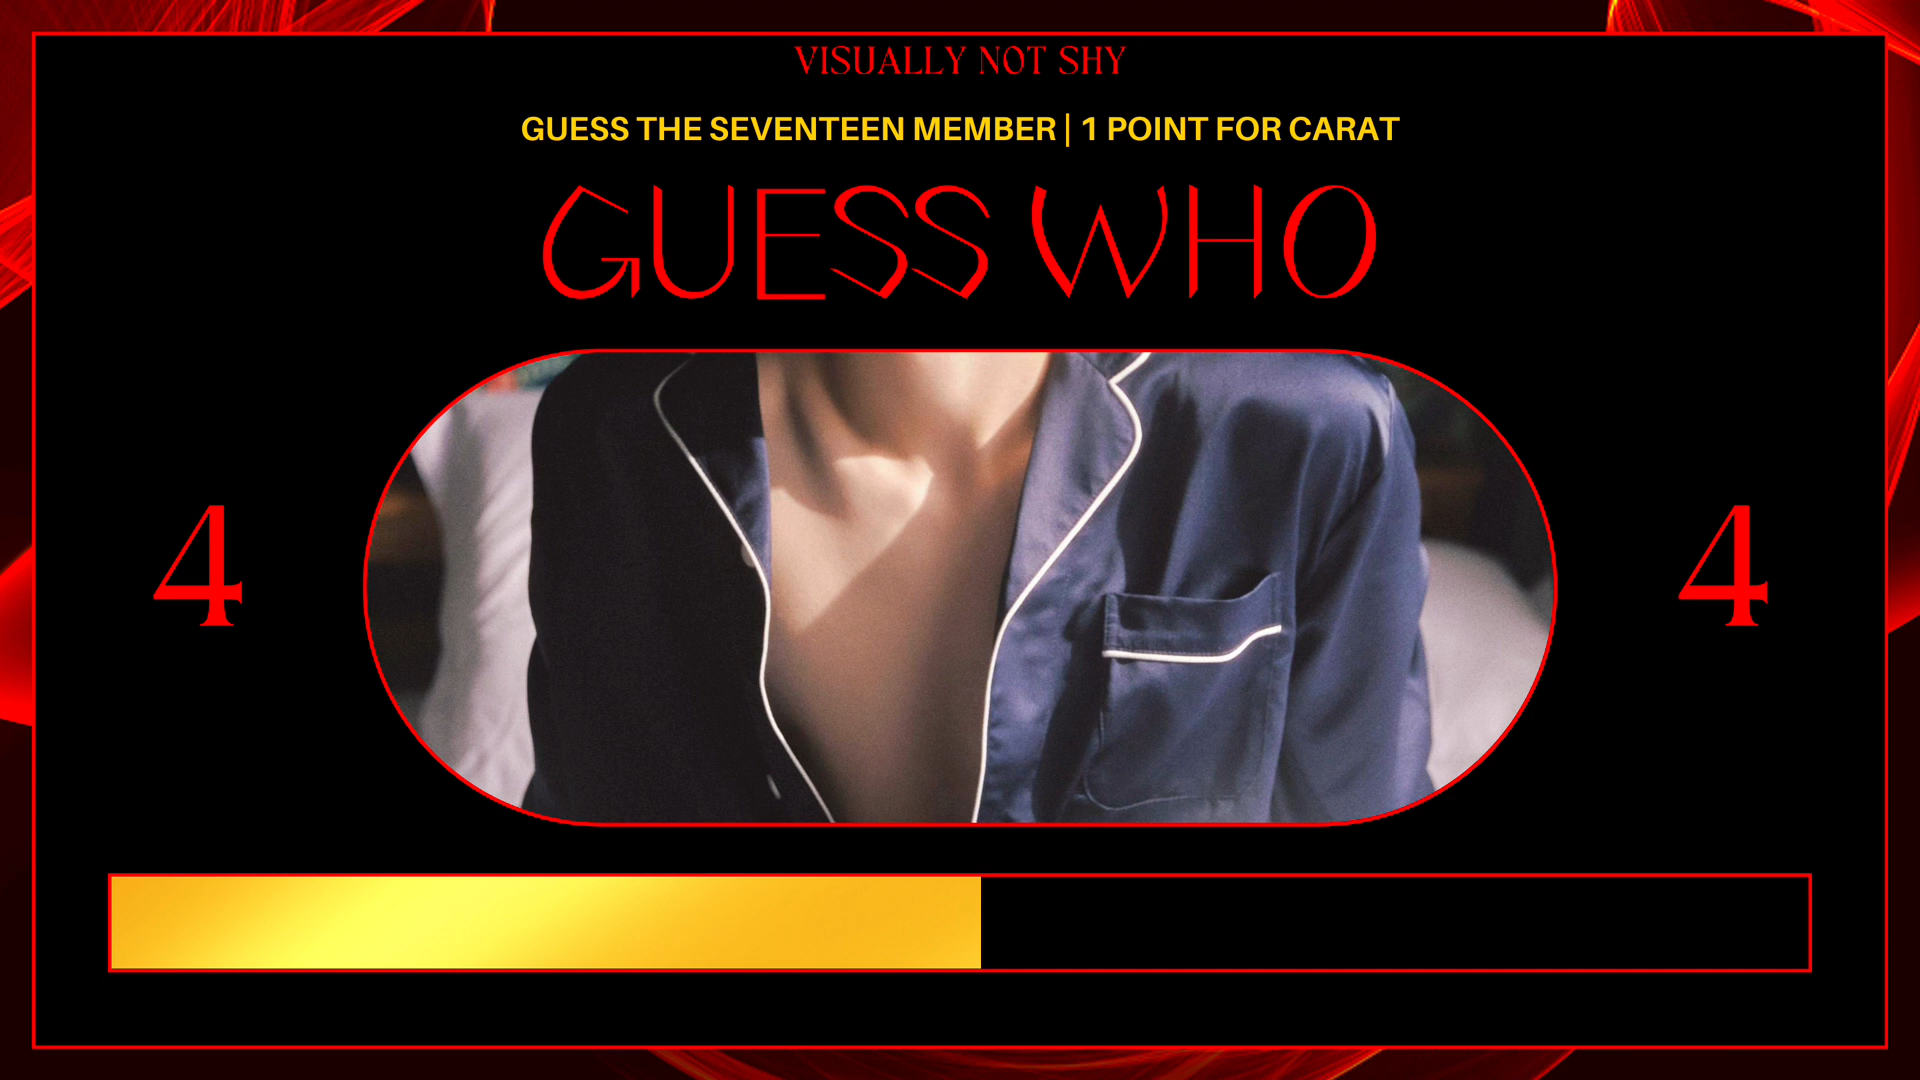 VISUALLY NOT SHY
GUESS THE SEVENTEEN MEMBER | 1 POINT FOR CARAT
GUESS WHO
4
4